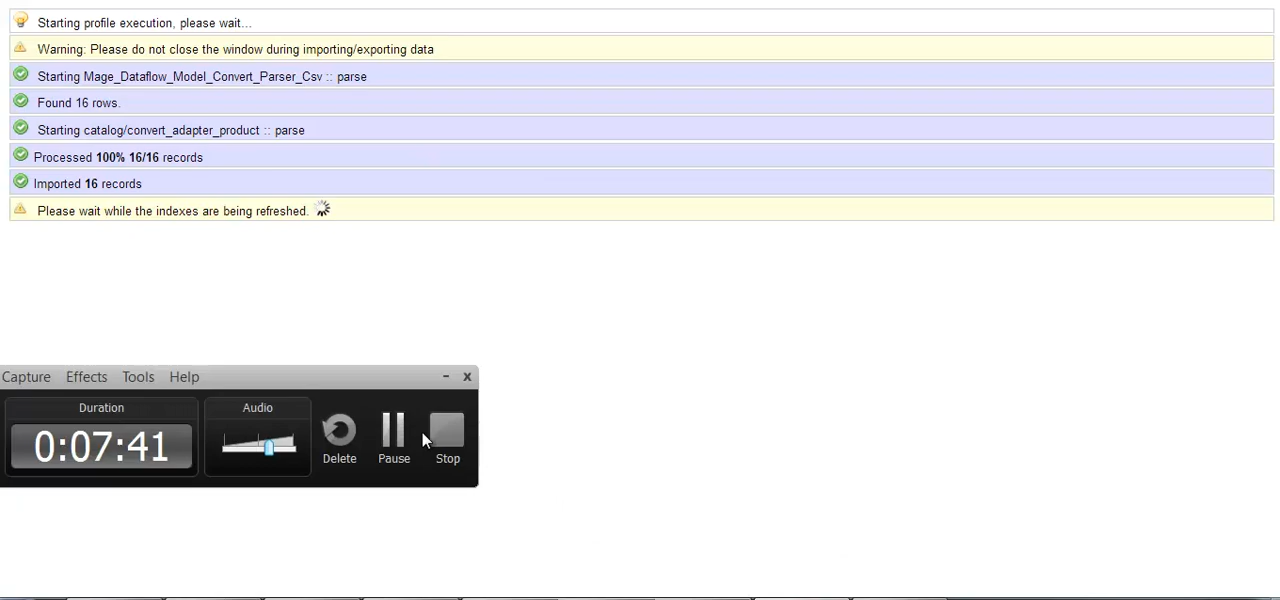 Starting profile execution, please wait...
Warning: Please do not close the window during importing/exporting data
Starting Mage_Dataflow_Model_Convert_Parser_Csv :: parse
Found 16 rows.
Starting catalog/convert_adapter_product :: parse
Processed 100% 16/16 records
Imported 16 records
Please wait while the indexes are being refreshed.
Capture Effects Tools Help
Duration Audio
0:07:41
Delete Pause Stop